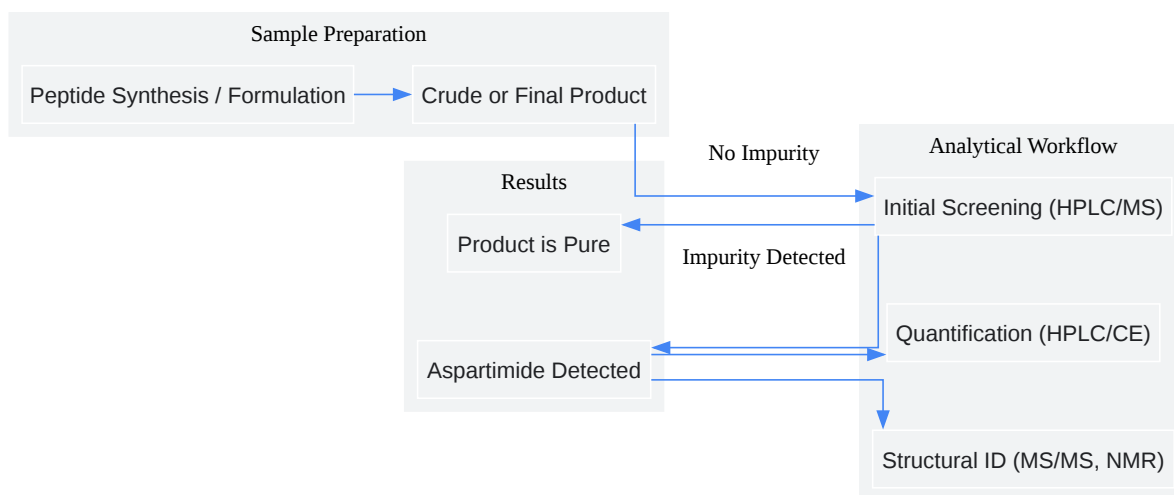 Sample Preparation
Peptide Synthesis / Formulation
Crude or Final Product
No Impurity
Analytical Workflow
Results
Initial Screening (HPLC/MS)
Product is Pure
Impurity Detected
Quantification (HPLC/CE)
Aspartimide Detected
Structural ID (MS/MS, NMR)